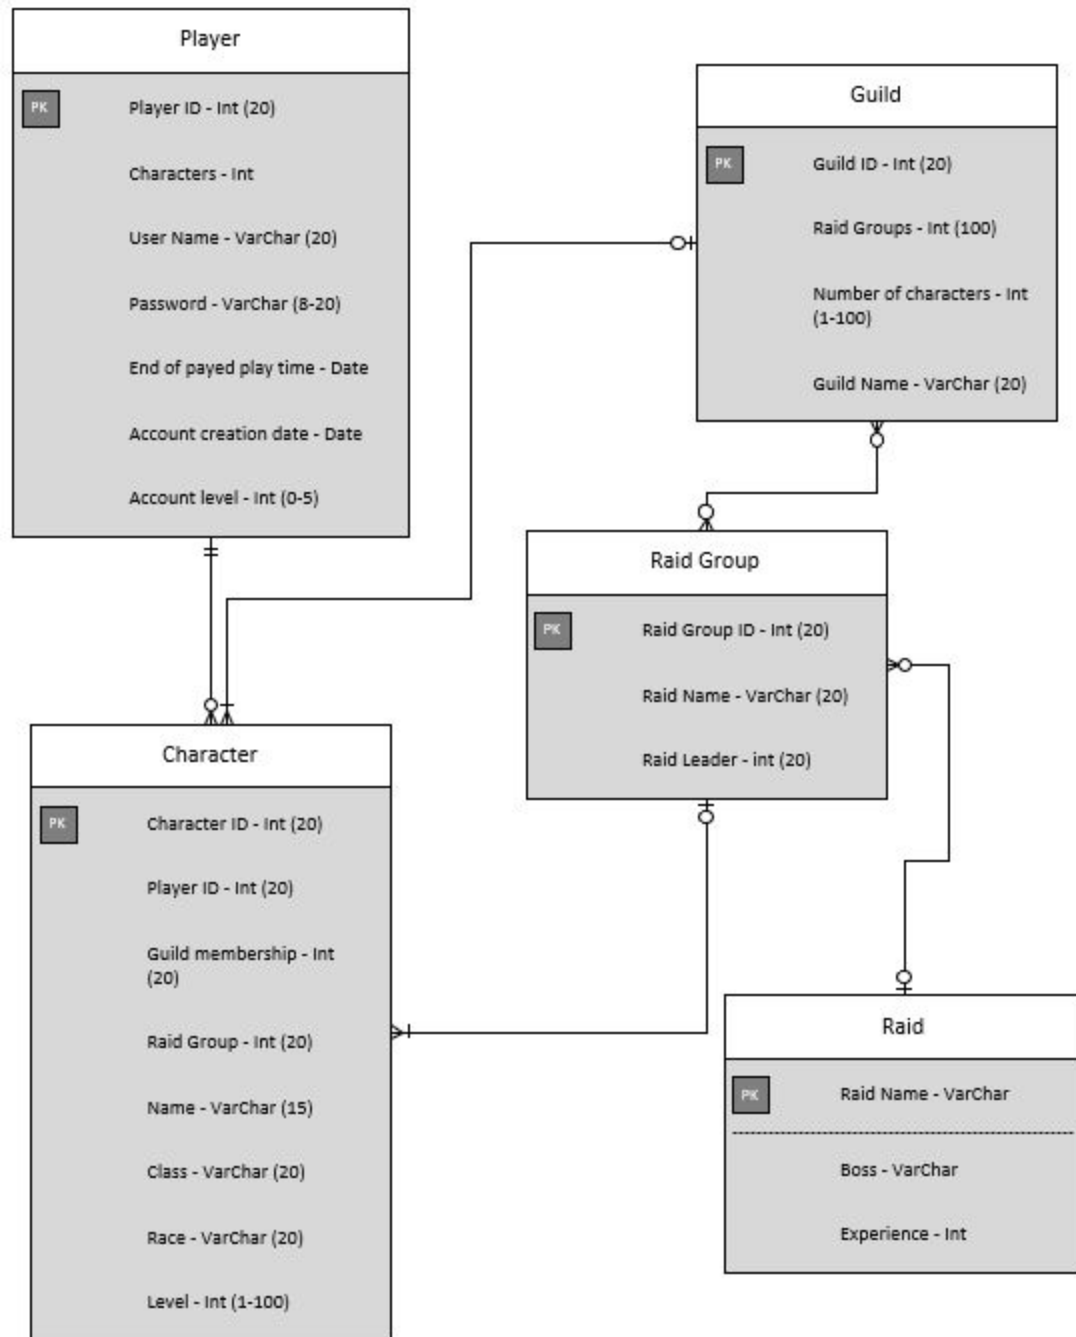 Player
PK
Player ID - Int (20)
Characters - Int
User Name - VarChar (20)
Password - VarChar (8-20)
End of payed play time - Date
Account creation date - Date
Account level - Int (0-5)
Guild
PK
Guild ID - Int (20)
Raid Groups - Int (100)
Number of characters - Int
(1-100)
Guild Name - VarChar (20)
Raid Group
PK
Raid Group ID - Int (20)
Raid Name - VarChar (20)
Raid Leader - int (20)
Character
PK
Character ID - Int (20)
Player ID - Int (20)
Guild membership - Int
(20)
Raid Group - Int (20)
Name - VarChar (15)
Class - VarChar (20)
Race - VarChar (20)
Level - Int (1-100)
Raid
PK
Raid Name - VarChar
Boss - VarChar
Experience - Int